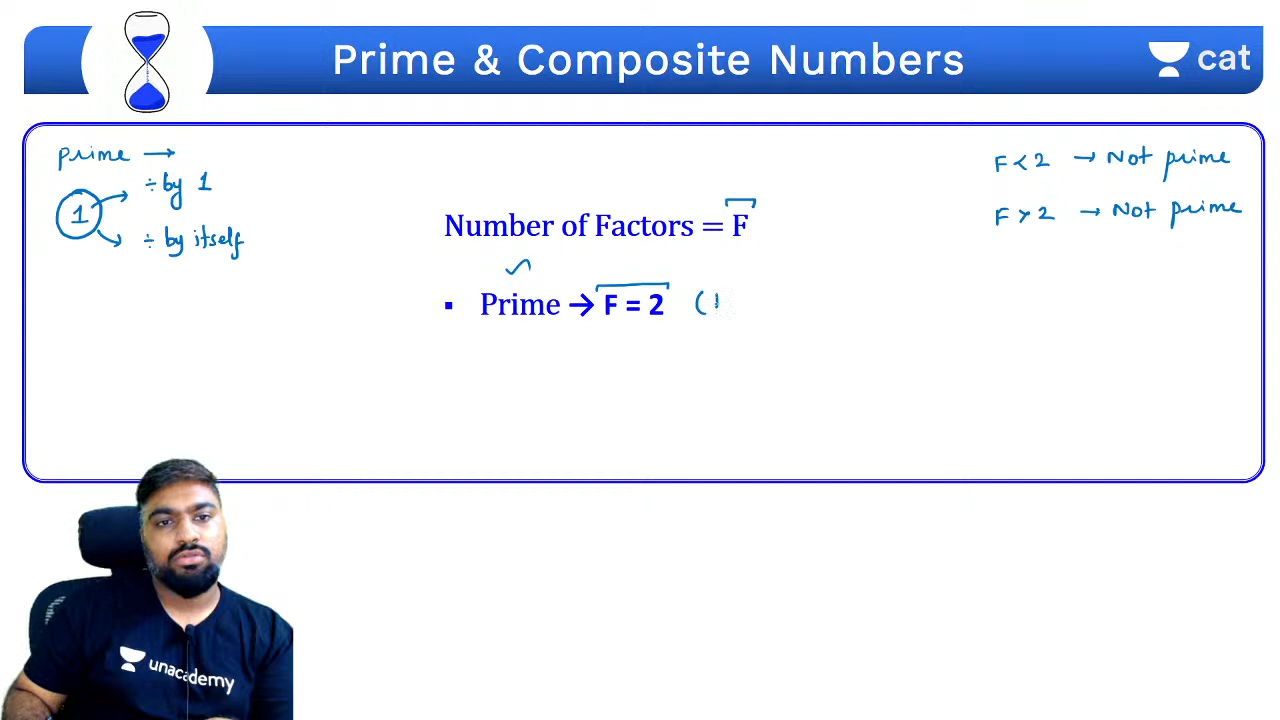 Prime & Composite Numbers
cat
prime →
÷ by 1
1
÷ by itself
F < 2 → Not prime
F > 2 → Not prime
Number of Factors = F
▪ Prime → F = 2 (1
unacademy